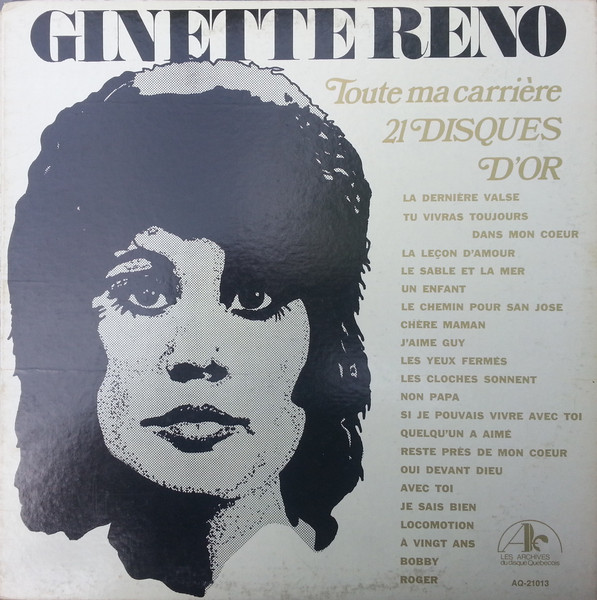 GINETTE RENO
Toute ma carrière
21 DISQUES
D'OR
LA DERNIÈRE VALSE
TU VIVRAS TOUJOURS
DANS MON COEUR
LA LEÇON D'AMOUR
LE SABLE ET LA MER
UN ENFANT
LE CHEMIN POUR SAN JOSE
CHÈRE MAMAN
J'AIME GUY
LES YEUX FERMÉS
LES CLOCHES SONNENT
NON PAPA
SI JE POUVAIS VIVRE AVEC TOI
QUELQU'UN A AIMÉ
RESTE PRÈS DE MON COEUR
OUI DEVANT DIEU
AVEC TOI
JE SAIS BIEN
LOCOMOTION
À VINGT ANS
BOBBY
ROGER
LES ARCHIVES
du disque Québécois
AQ-21013